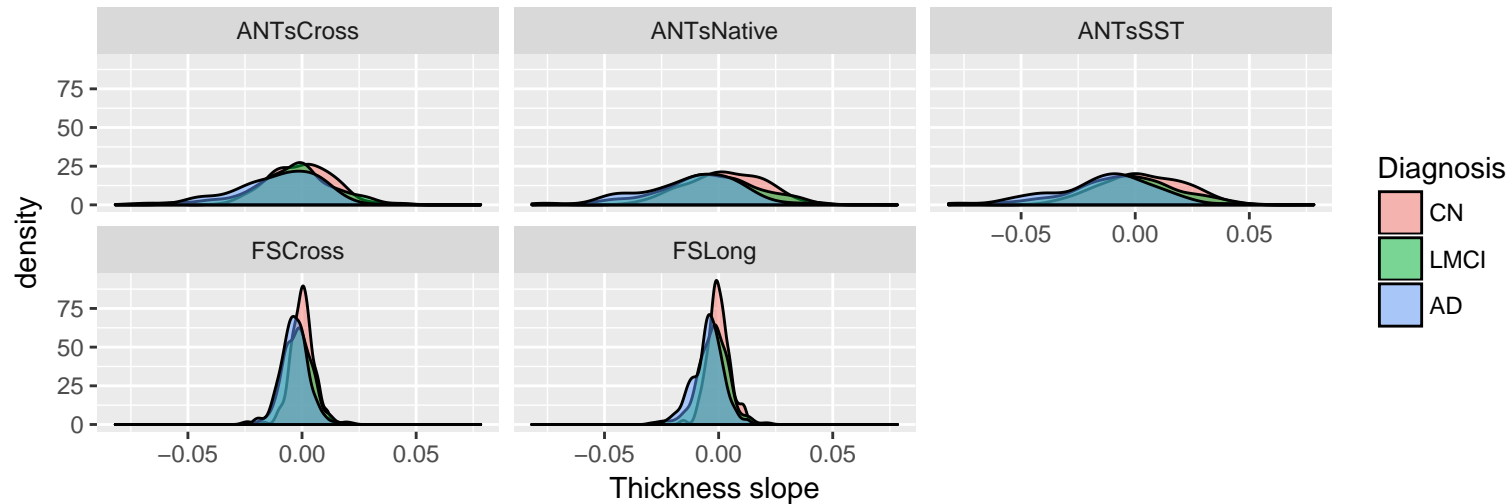 ANTsCross ANTsNative ANTsSST
75
50
25
0
−0.05 0.00 0.05
FSCross FSLong
75
50
25
0
−0.05 0.00 0.05 −0.05 0.00 0.05
density
Thickness slope
Diagnosis
CN
LMCI
AD